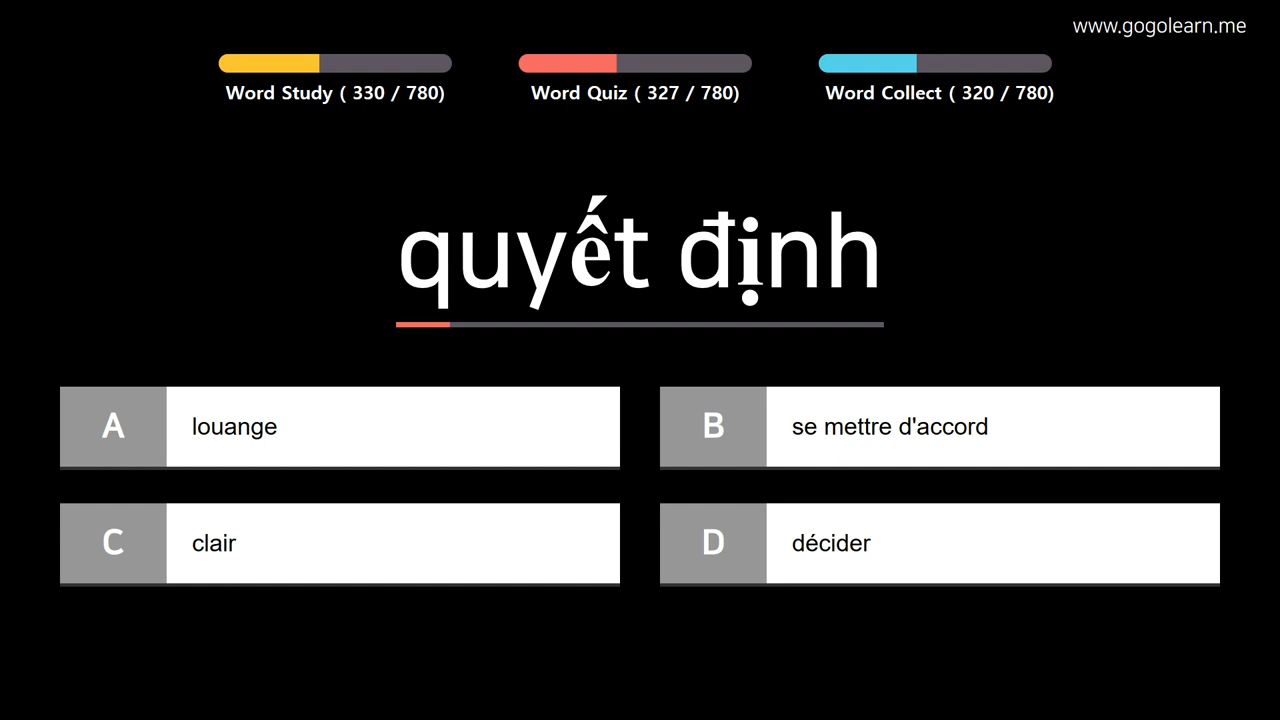 www.gogolearn.me
Word Study ( 330 / 780)
Word Quiz ( 327 / 780)
Word Collect ( 320 / 780)
quyết định
A louange
B se mettre d'accord
C clair
D décider